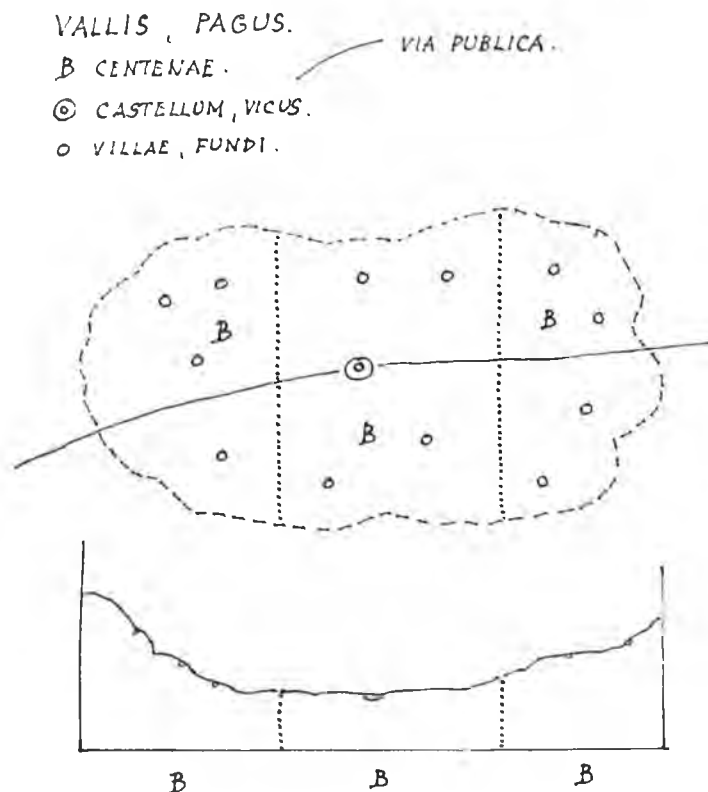 VALLIS, PAGUS.
VIA PUBLICA.
B CENTENAE.
CASTELLUM, VICUS.
VILLAE, FUNDI.
B
B
B
B B B